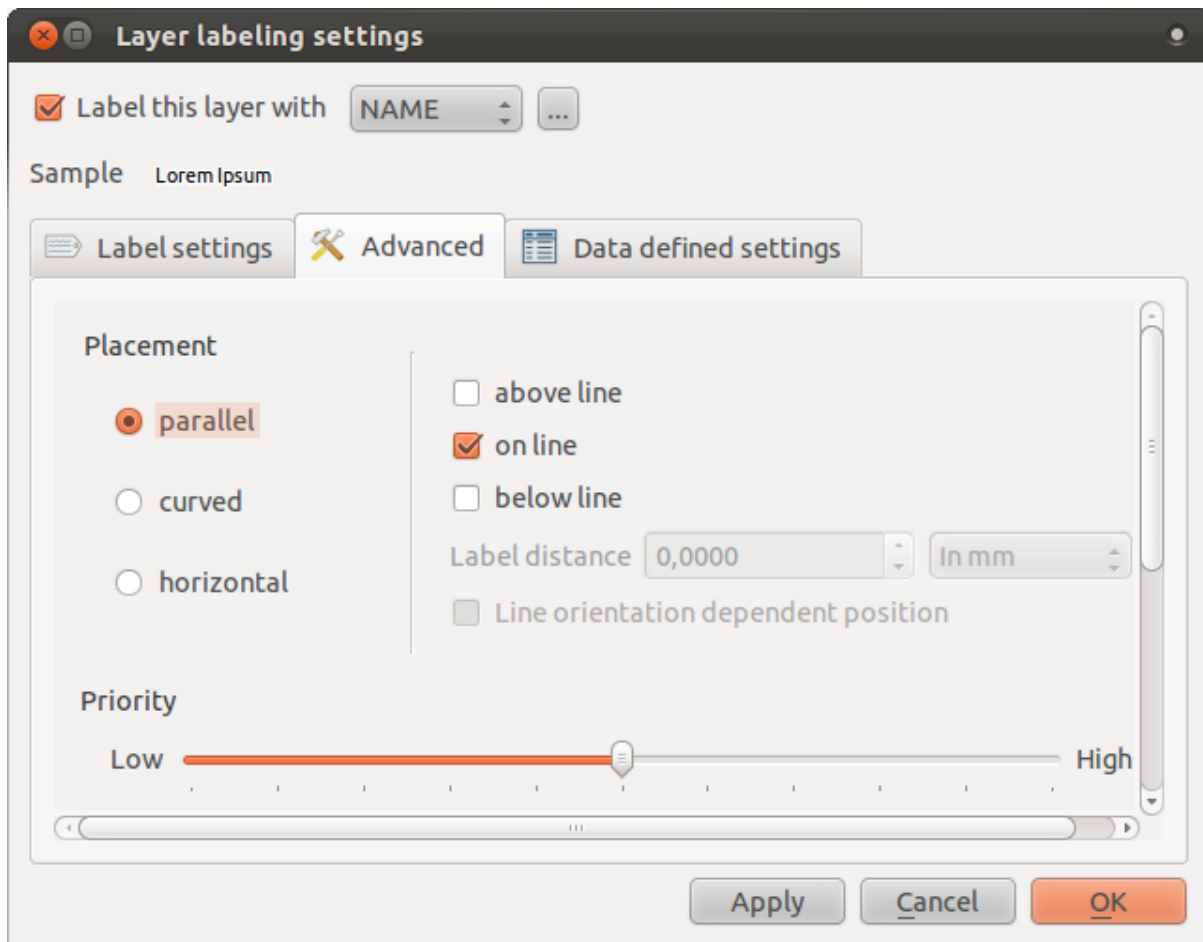 Layer labeling settings
Label this layer with NAME ...
Sample Lorem Ipsum
Label settings Advanced Data defined settings
Placement
above line
parallel
on line
curved
below line
Label distance 0,0000 In mm
horizontal
Line orientation dependent position
Priority
Low High
Apply Cancel OK